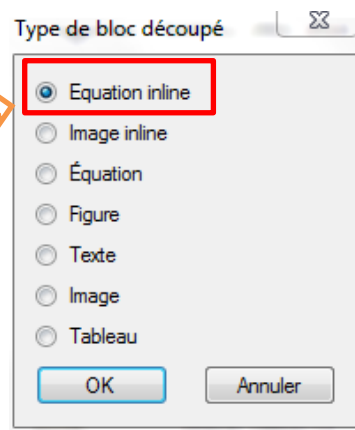 Type de bloc découpé
Equation inline
Image inline
Équation
Figure
Texte
Image
Tableau
OK
Annuler